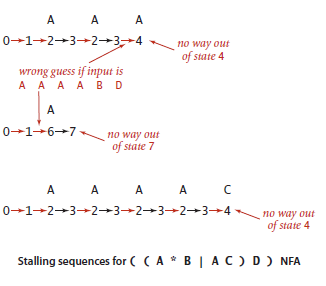 A A A
0→1→2→3→2→3→4
no way out
of state 4
wrong guess if input is
A A A A B D
A
0→1→6→7
no way out
of state 7
A A A A C
0→1→2→3→2→3→2→3→2→3→4
no way out
of state 4
Stalling sequences for ( ( A * B | A C ) D ) NFA